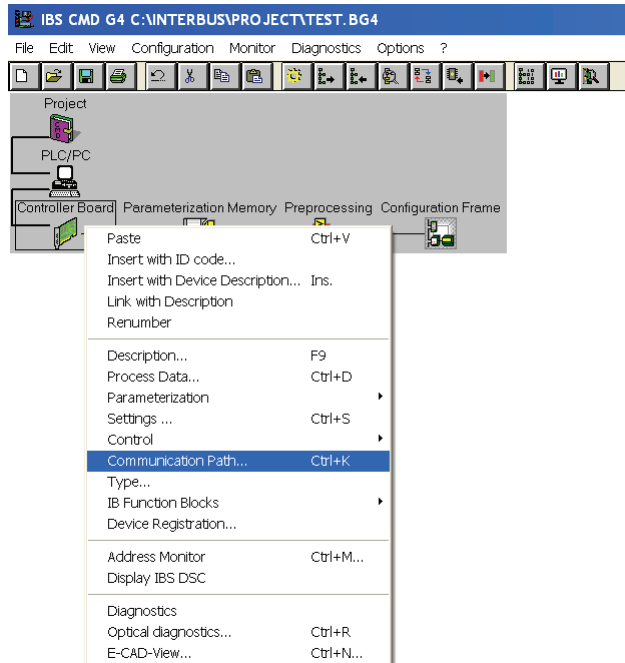 IBS CMD G4 C:\INTERBUS\PROJECT\TEST.BG4
File Edit View Configuration Monitor Diagnostics Options ?
Project
PLC/PC
Controller Board Parameterization Memory Preprocessing Configuration Frame
Paste Ctrl+V
Insert with ID code...
Insert with Device Description... Ins.
Link with Description
Renumber
Description... F9
Process Data... Ctrl+D
Parameterization
Settings ... Ctrl+S
Control
Communication Path... Ctrl+K
Type...
IB Function Blocks
Device Registration...
Address Monitor Ctrl+M...
Display IBS DSC
Diagnostics
Optical diagnostics... Ctrl+R
E-CAD-View... Ctrl+N...